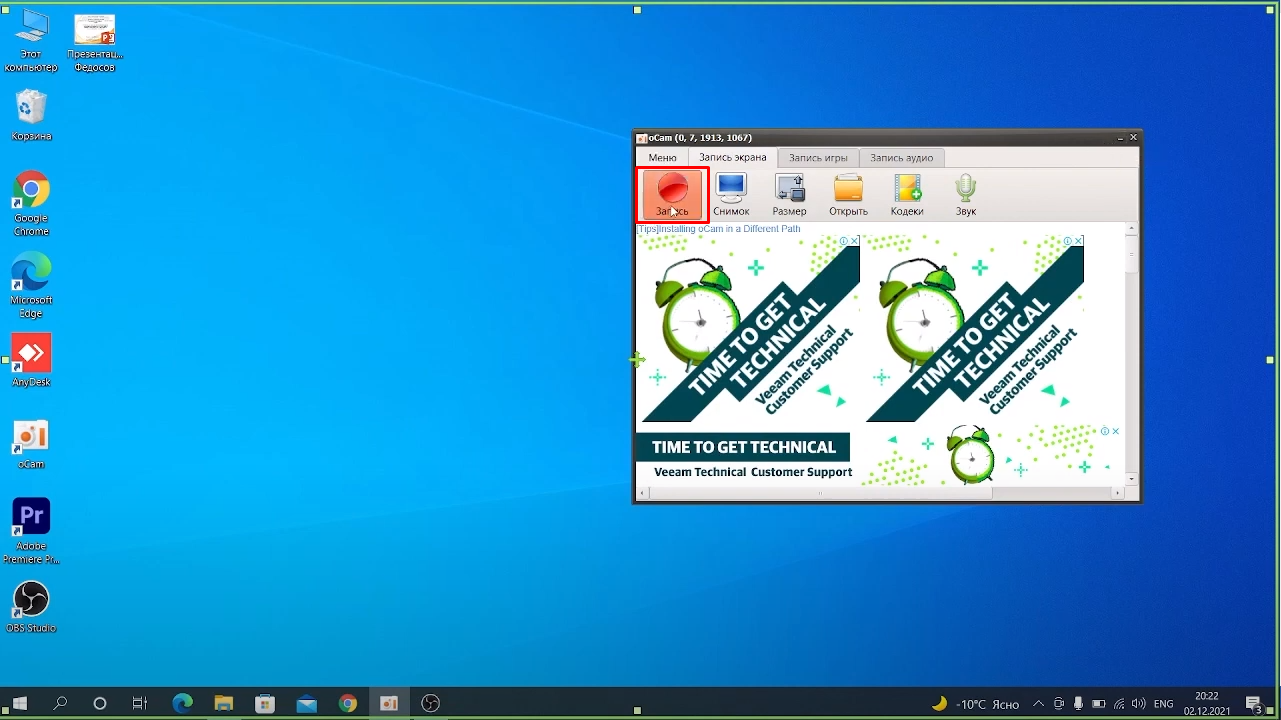 Этот
компьютер
Презентац...
Федосов
Корзина
Google
Chrome
Microsoft
Edge
AnyDesk
oCam
Pr
Adobe
Premiere Pr...
OBS Studio
oCam (0, 7, 1913, 1067)
Меню
Запись экрана
Запись игры
Запись аудио
Запись
Снимок
Размер
Открыть
Кодеки
Звук
[Tips]Installing oCam in a Different Path
TIME TO GET
TECHNICAL
Veeam Technical
Customer Support
TIME TO GET
TECHNICAL
Veeam Technical
Customer Support
TIME TO GET TECHNICAL
Veeam Technical Customer Support
-10°C Ясно
ENG
20:22
02.12.2021
3